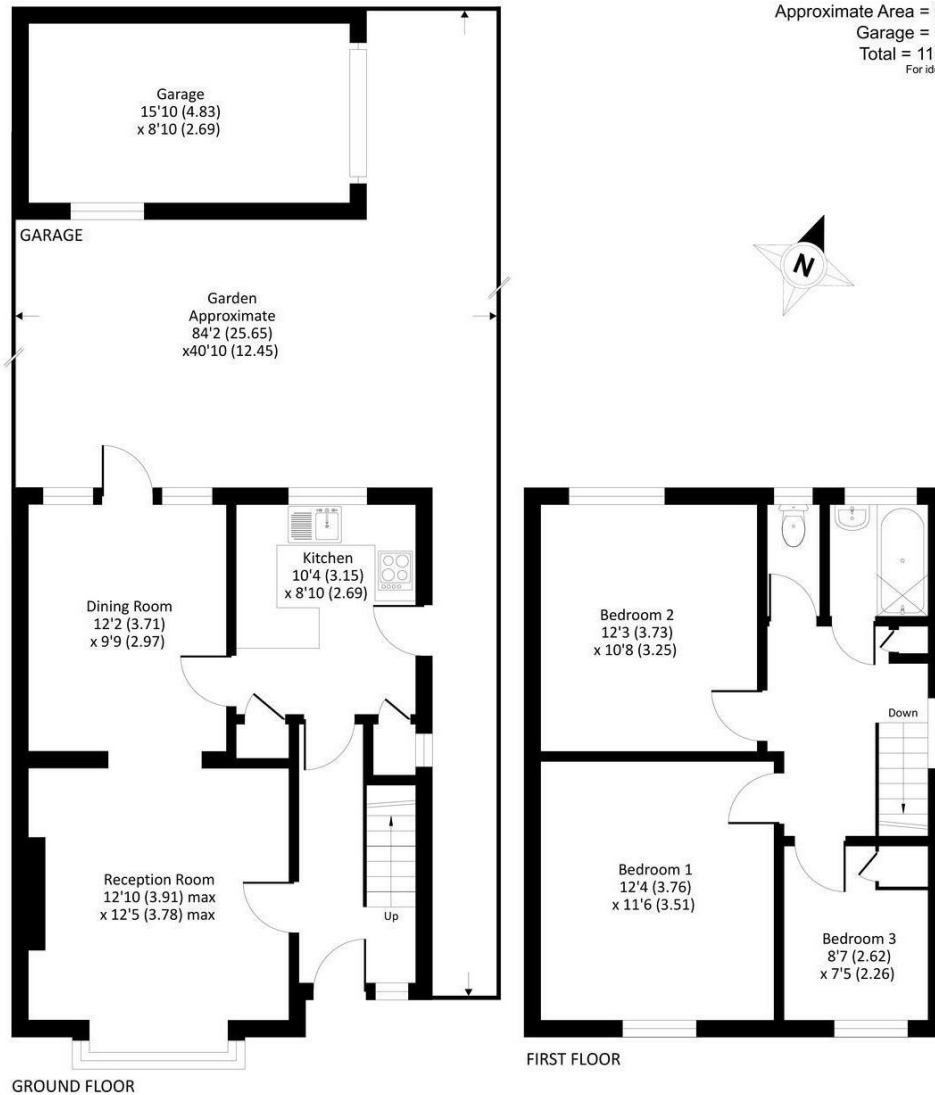 Approximate Area =
Garage =
Total = 11
For id
Garage
15'10 (4.83)
x 8'10 (2.69)
GARAGE
N
Garden
Approximate
84'2 (25.65)
x40'10 (12.45)
Kitchen
10'4 (3.15)
x 8'10 (2.69)
Dining Room
12'2 (3.71)
x 9'9 (2.97)
Reception Room
12'10 (3.91) max
x 12'5 (3.78) max
Up
GROUND FLOOR
Bedroom 2
12'3 (3.73)
x 10'8 (3.25)
Down
Bedroom 1
12'4 (3.76)
x 11'6 (3.51)
Bedroom 3
8'7 (2.62)
x 7'5 (2.26)
FIRST FLOOR